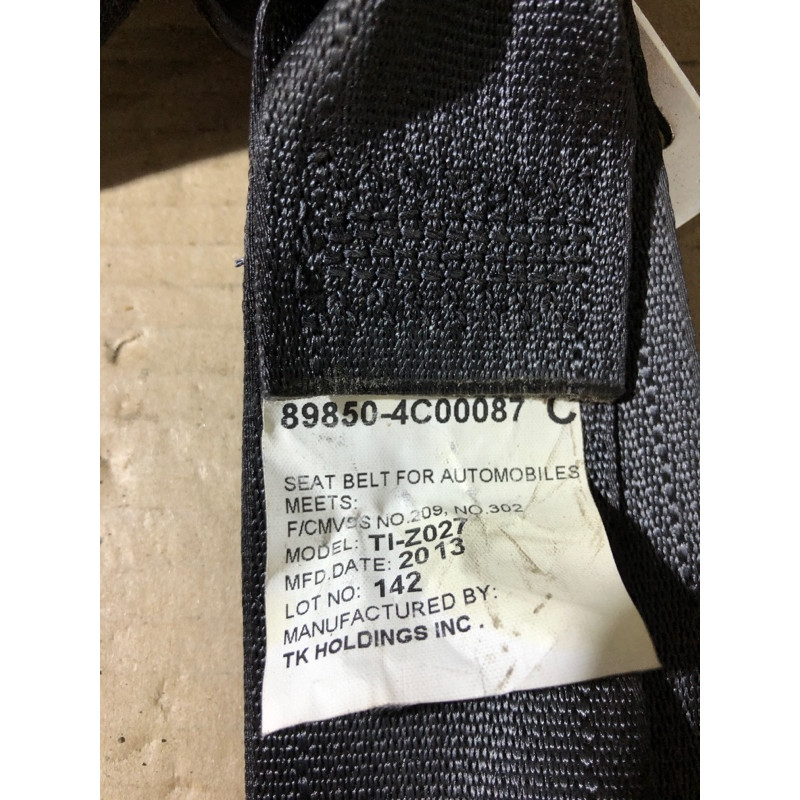 89850-4C00087 C
SEAT BELT FOR AUTOMOBILES
MEETS:
F/CMVSS NO.209, NO.302
MODEL: TI-Z027
MFD.DATE: 2013
LOT NO: 142
MANUFACTURED BY:
TK HOLDINGS INC .